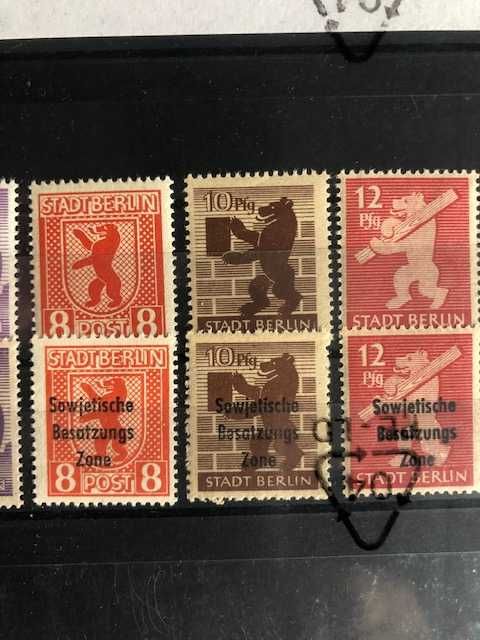 STADT BERLIN
8 POST 8
10 Pfg
STADT BERLIN
12
Pfg
STADT BERLIN
STADT BERLIN
Sowjetische
Besatzungs
Zone
8 POST 8
10 Pfg
Sowjetische
Besatzungs
Zone
STADT BERLIN
12
Pfg
Sowjetische
Besatzungs
Zone
STADT BERLIN